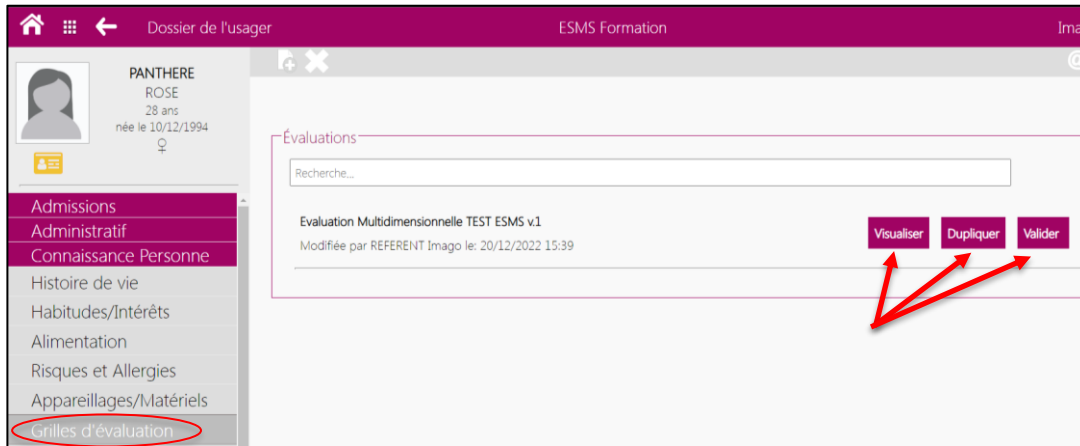 Dossier de l'usager ESMS Formation Ima
PANTHERE
ROSE
28 ans
née le 10/12/1994
Admissions
Administratif
Connaissance Personne
Histoire de vie
Habitudes/Intérêts
Alimentation
Risques et Allergies
Appareillages/Matériels
Grilles d'évaluation
Évaluations
Recherche...
Evaluation Multidimensionnelle TEST ESMS v.1
Modifiée par REFERENT Imago le: 20/12/2022 15:39
Visualiser Dupliquer Valider